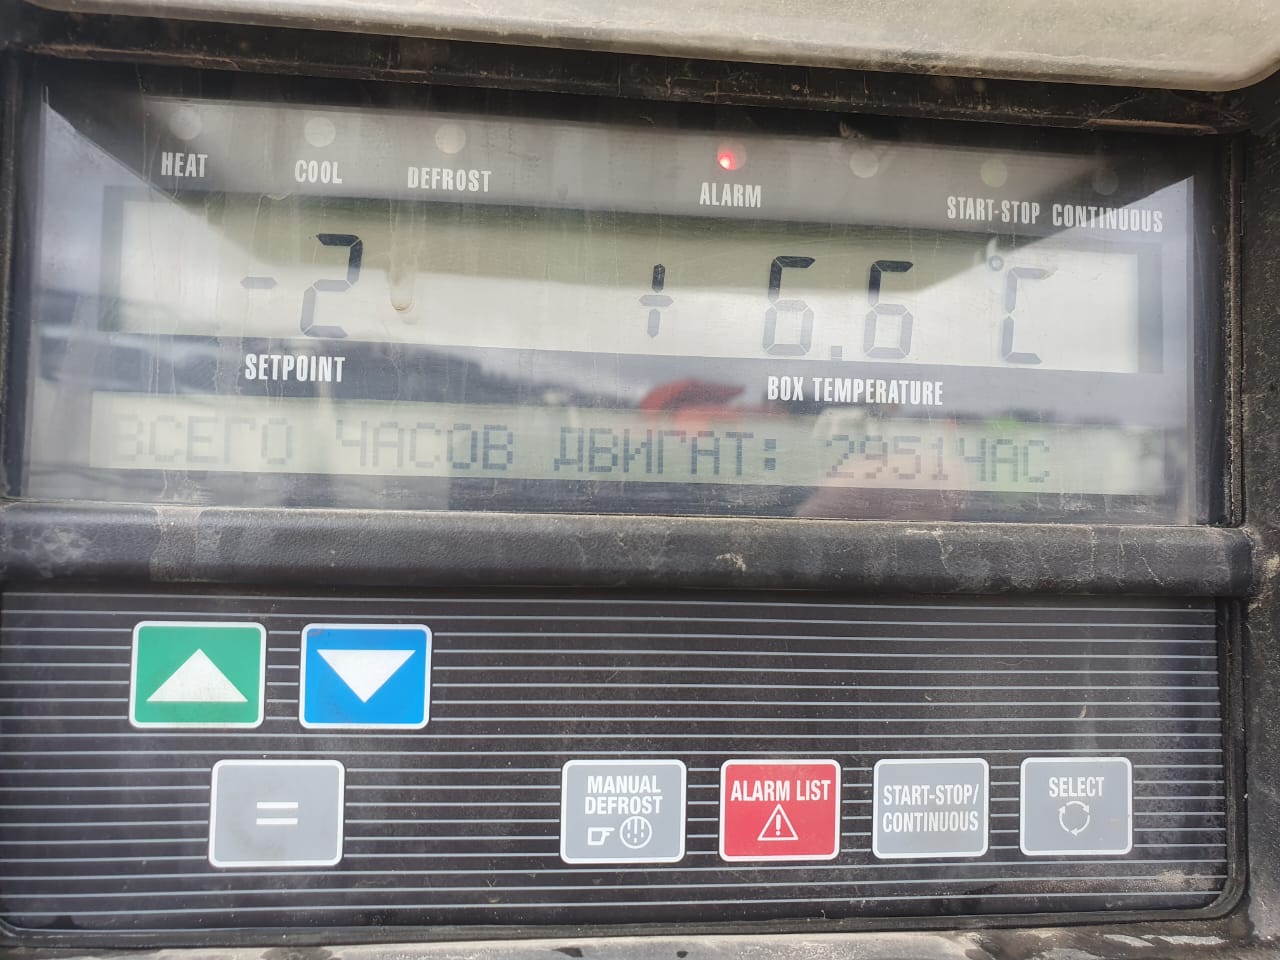 HEAT COOL DEFROST ALARM START-STOP CONTINUOUS
-2 + 6.6 °C
SETPOINT BOX TEMPERATURE
ВСЕГО ЧАСОВ ДВИГАТ: 2951ЧАС
=
MANUAL
DEFROST
ALARM LIST
START-STOP/
CONTINUOUS
SELECT